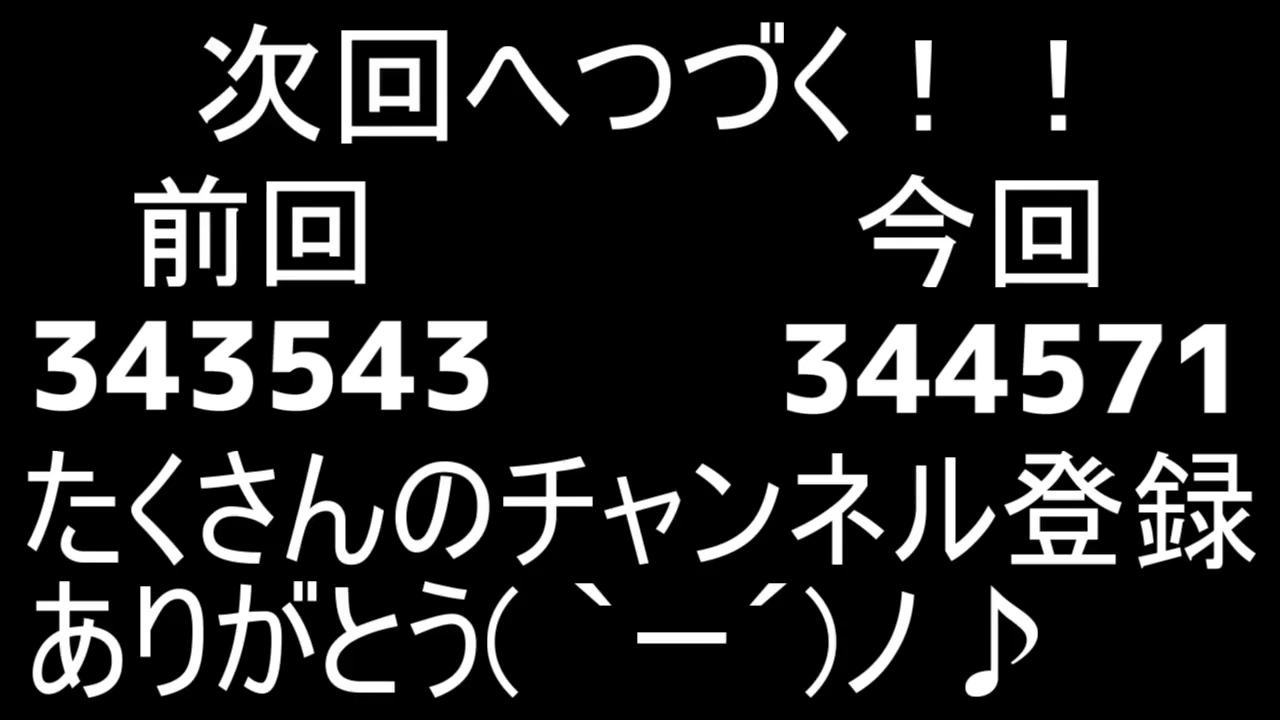 次回へつづく！！
前回 今回
343543 344571
たくさんのチャンネル登録
ありがとう(｀ー´)ノ♪